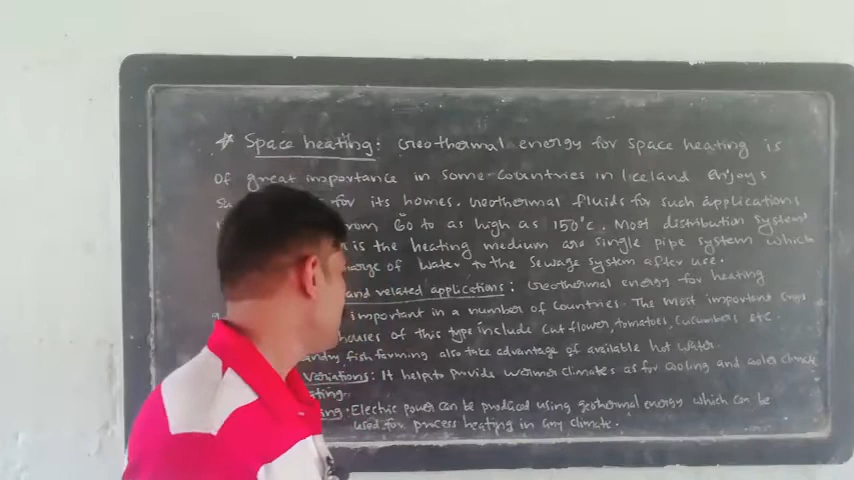 * Space heating: Geothermal energy for space heating is
of great importance in some countries in Iceland enjoys
for its homes. Geothermal fluids for such applications
from 60 to as high as 150°C. Most distribution systems
is the heating medium are single pipe system which
of water to the sewage system after use.
and related applications: Geothermal energy for heating
important in a number of countries. The most important crops
houses of this type include cut flower, tomatoes, cucumbers etc.
fish farming also take advantage of available hot water.
Variations: It helps to provide warmer climates as for cooling and cooler climate
Electric power can be produced using geothermal energy which can be
used for process heating in any climate.